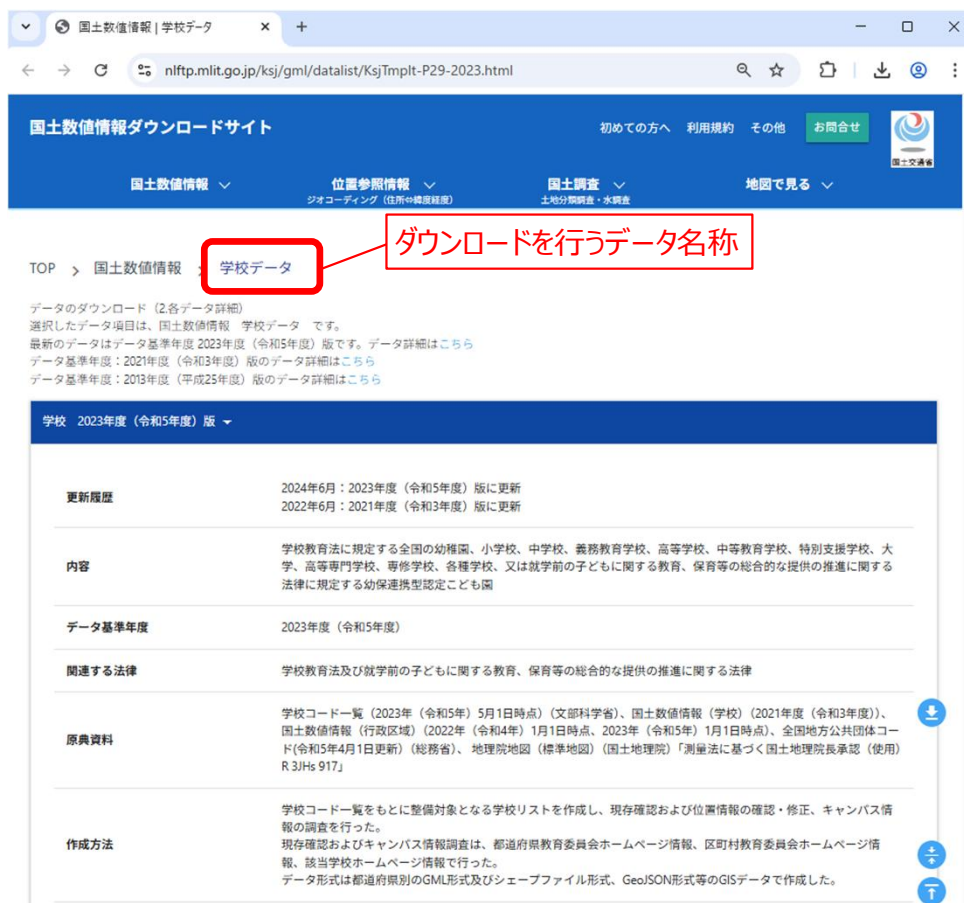 国土数値情報 | 学校データ
nlftp.mlit.go.jp/ksj/gml/datalist/KsjTmplt-P29-2023.html
国土数値情報ダウンロードサイト
初めての方へ 利用規約 その他 お問合せ
国土交通省
国土数値情報 位置参照情報 国土調査 地図で見る
ジオコーディング（住所⇔緯度経度） 土地分類調査・水調査
ダウンロードを行うデータ名称
TOP > 国土数値情報 > 学校データ
データのダウンロード（2.各データ詳細）
選択したデータ項目は、国土数値情報 学校データ です。
最新のデータはデータ基準年度 2023年度（令和5年度）版です。データ詳細はこちら
データ基準年度：2021年度（令和3年度）版のデータ詳細はこちら
データ基準年度：2013年度（平成25年度）版のデータ詳細はこちら
学校 2023年度（令和5年度）版
更新履歴
2024年6月：2023年度（令和5年度）版に更新
2022年6月：2021年度（令和3年度）版に更新
内容
学校教育法に規定する全国の幼稚園、小学校、中学校、義務教育学校、高等学校、中等教育学校、特別支援学校、大
学、高等専門学校、専修学校、各種学校、又は就学前の子どもに関する教育、保育等の総合的な提供の推進に関する
法律に規定する幼保連携型認定こども園
データ基準年度
2023年度（令和5年度）
関連する法律
学校教育法及び就学前の子どもに関する教育、保育等の総合的な提供の推進に関する法律
原典資料
学校コード一覧（2023年（令和5年）5月1日時点）（文部科学省）、国土数値情報（学校）（2021年度（令和3年度））、
国土数値情報（行政区域）（2022年（令和4年）1月1日時点、2023年（令和5年）1月1日時点）、全国地方公共団体コー
ド(令和5年4月1日更新)（総務省）、地理院地図（標準地図）（国土地理院）「測量法に基づく国土地理院長承認（使用）
R 3JHs 917」
作成方法
学校コード一覧をもとに整備対象となる学校リストを作成し、現存確認および位置情報の確認・修正、キャンパス情
報の調査を行った。
現存確認およびキャンパス情報調査は、都道府県教育委員会ホームページ情報、区町村教育委員会ホームページ情
報、該当学校ホームページ情報で行った。
データ形式は都道府県別のGML形式及びシェープファイル形式、GeoJSON形式等のGISデータで作成した。